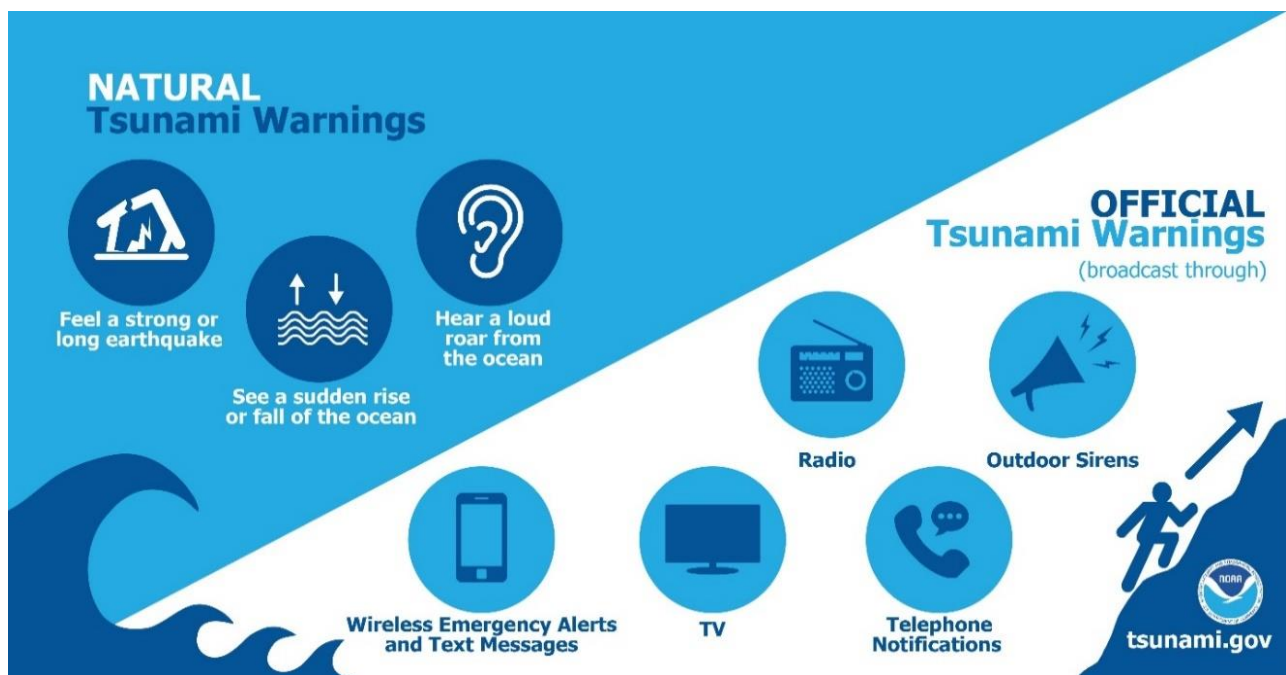 NATURAL
Tsunami Warnings
Feel a strong or
long earthquake
See a sudden rise
or fall of the ocean
Hear a loud
roar from
the ocean
OFFICIAL
Tsunami Warnings
(broadcast through)
Radio
Outdoor Sirens
Wireless Emergency Alerts
and Text Messages
TV
Telephone
Notifications
NOAA
tsunami.gov